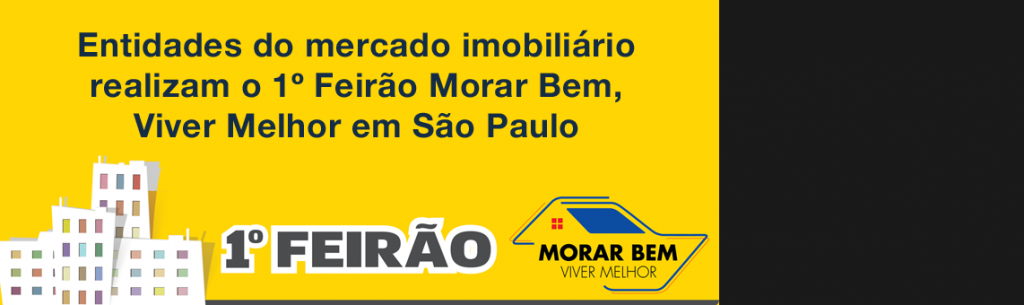 Entidades do mercado imobiliário
realizam o 1º Feirão Morar Bem,
Viver Melhor em São Paulo
1º FEIRÃO
MORAR BEM
VIVER MELHOR